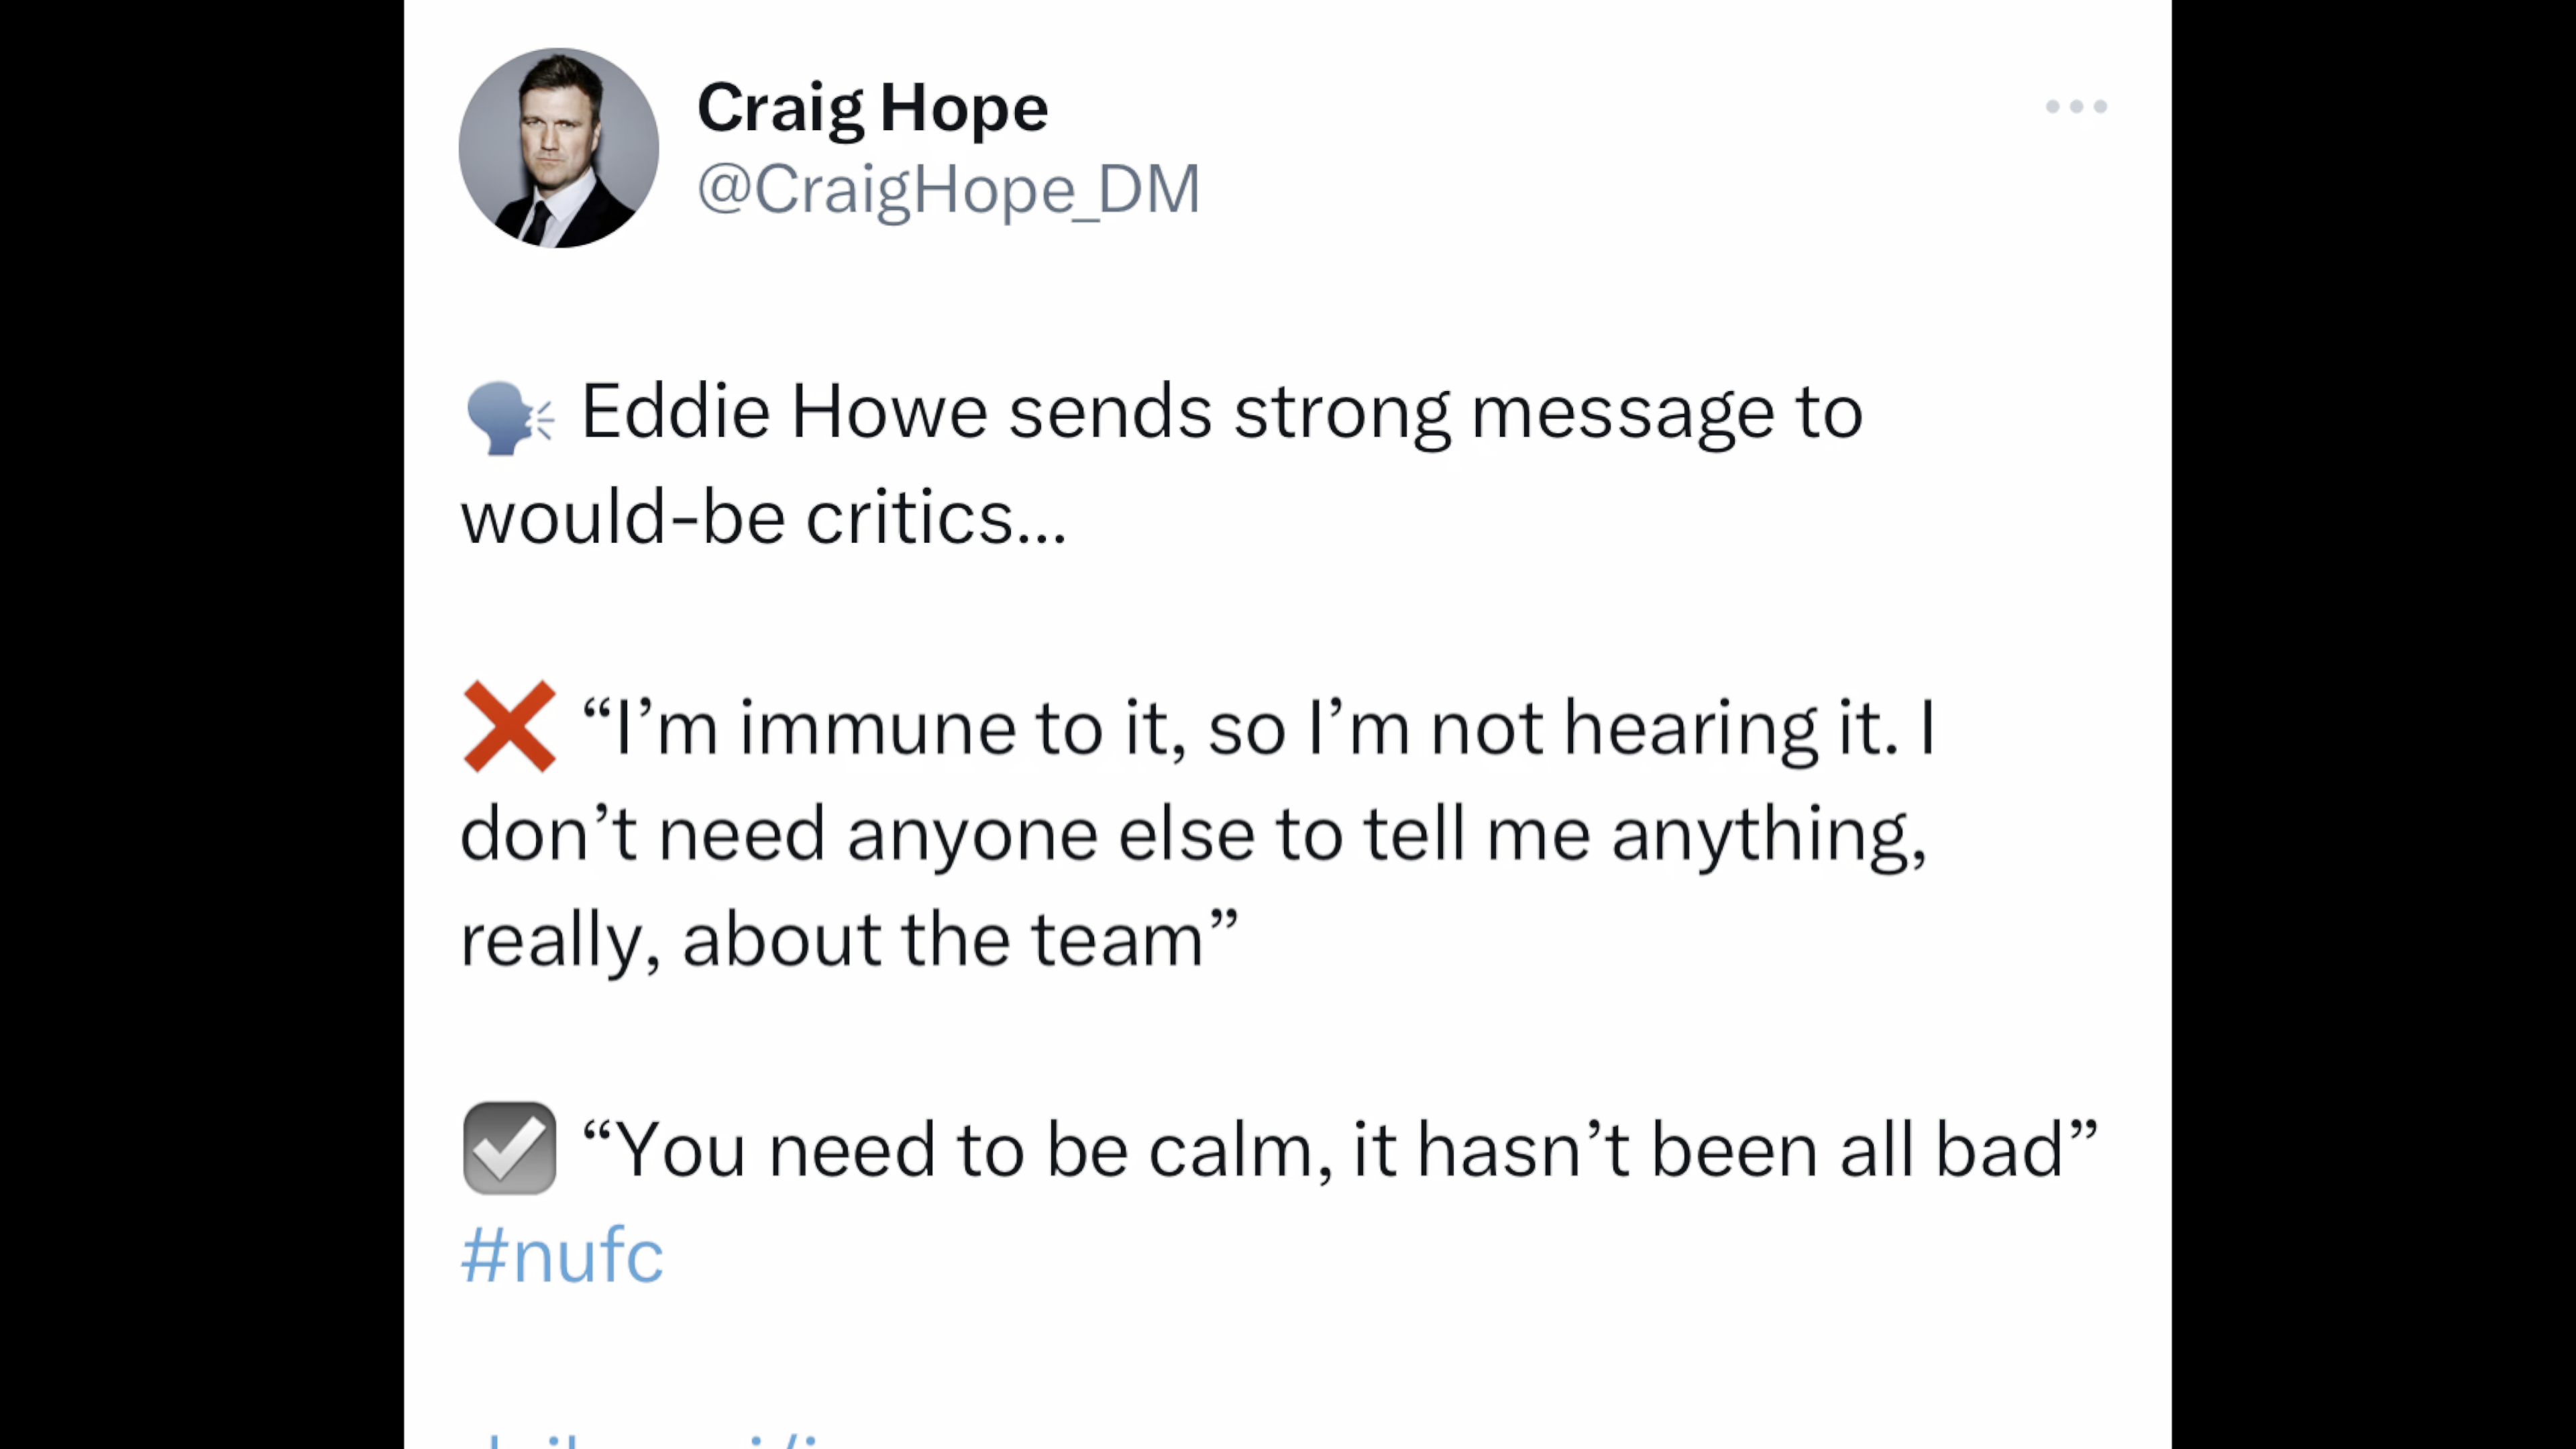 Craig Hope
@CraigHope_DM
Eddie Howe sends strong message to
would-be critics...
“I’m immune to it, so I’m not hearing it. I
don’t need anyone else to tell me anything,
really, about the team”
“You need to be calm, it hasn’t been all bad”
#nufc